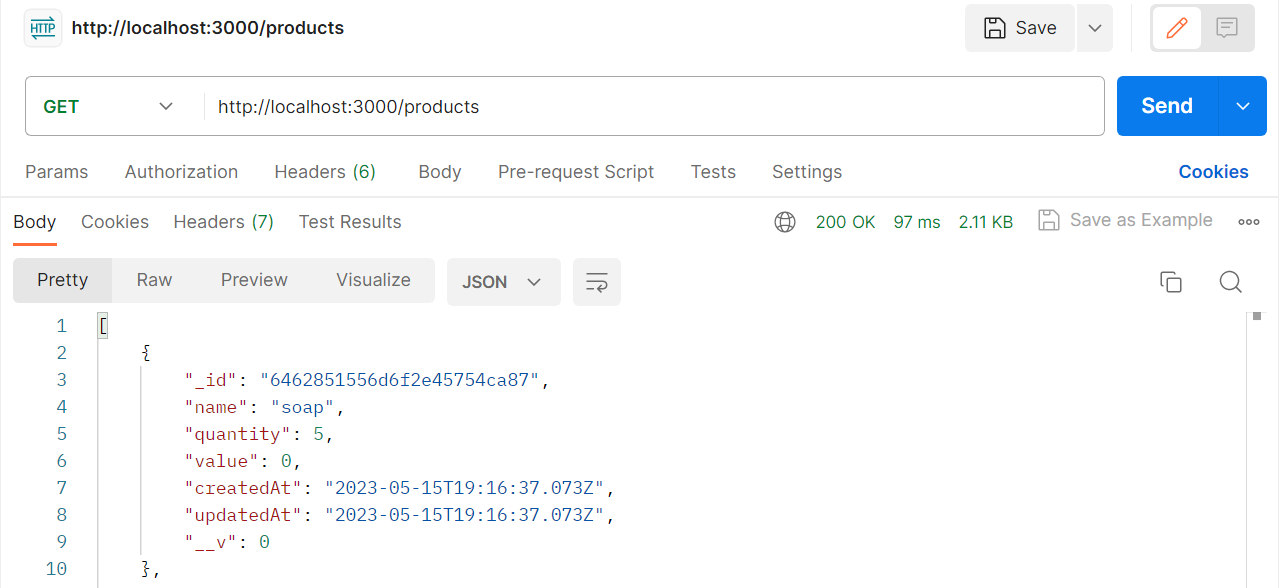 HTTP http://localhost:3000/products Save
GET http://localhost:3000/products Send
Params Authorization Headers (6) Body Pre-request Script Tests Settings Cookies
Body Cookies Headers (7) Test Results 200 OK 97 ms 2.11 KB Save as Example
Pretty Raw Preview Visualize JSON
1 [
2 {
3 "_id": "6462851556d6f2e45754ca87",
4 "name": "soap",
5 "quantity": 5,
6 "value": 0,
7 "createdAt": "2023-05-15T19:16:37.073Z",
8 "updatedAt": "2023-05-15T19:16:37.073Z",
9 "__v": 0
10 },